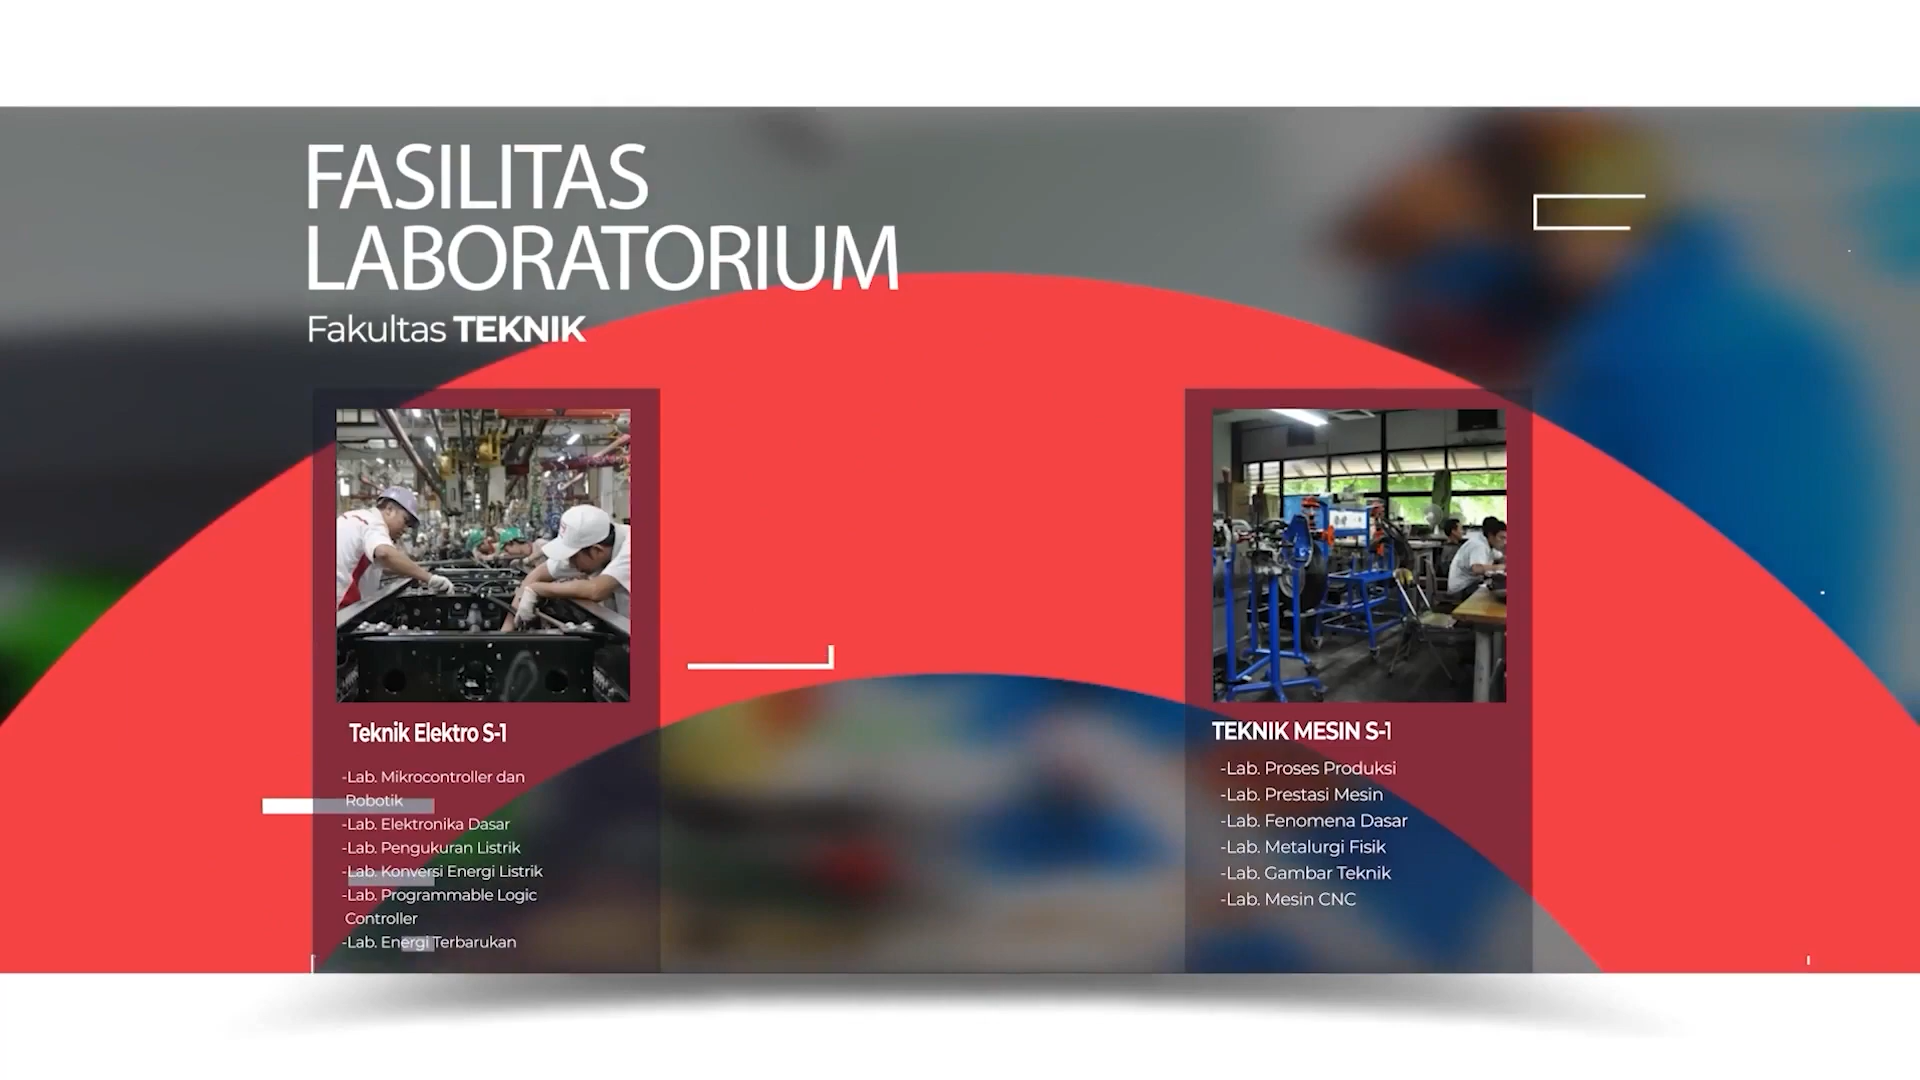 FASILITAS
LABORATORIUM
Fakultas TEKNIK
Teknik Elektro S-1
-Lab. Mikrocontroller dan
Robotik
-Lab. Elektronika Dasar
-Lab. Pengukuran Listrik
-Lab. Konversi Energi Listrik
-Lab. Programmable Logic
Controller
-Lab. Energi Terbarukan
TEKNIK MESIN S-1
-Lab. Proses Produksi
-Lab. Prestasi Mesin
-Lab. Fenomena Dasar
-Lab. Metalurgi Fisik
-Lab. Gambar Teknik
-Lab. Mesin CNC